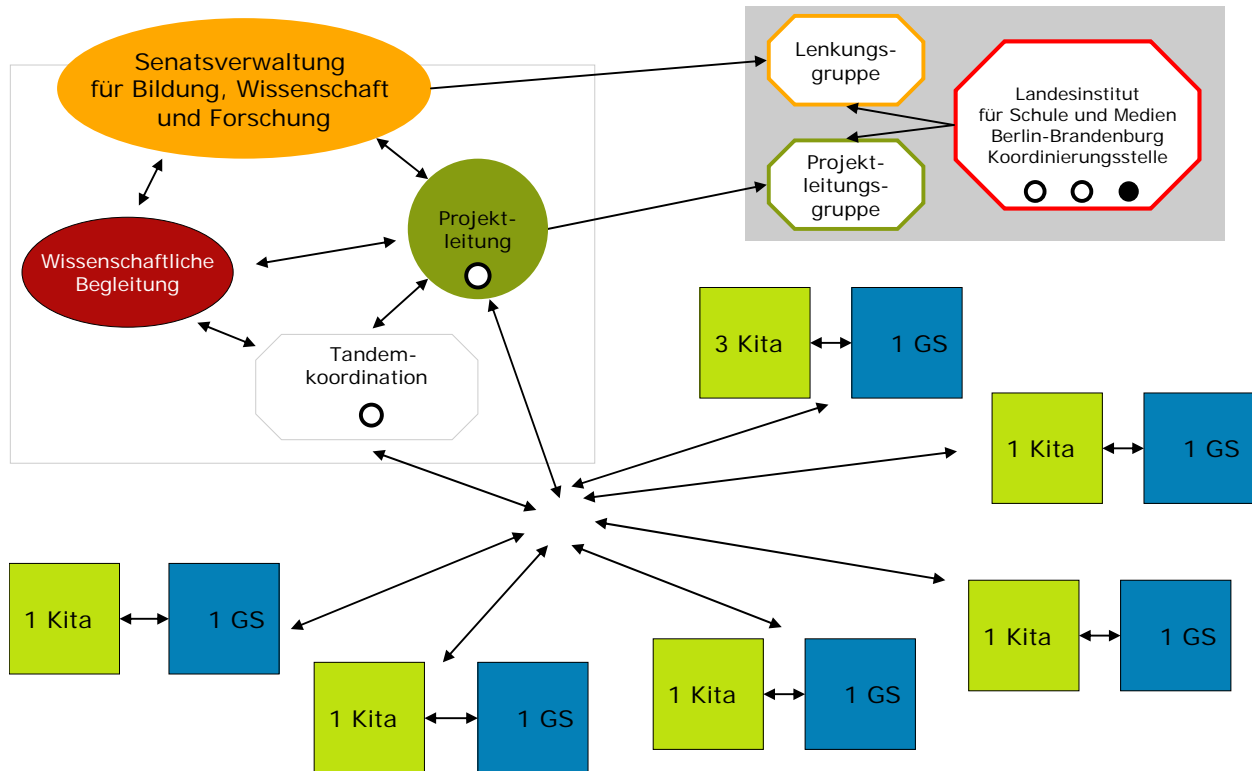 Senatsverwaltung
für Bildung, Wissenschaft
und Forschung
Lenkungs-
gruppe
Landesinstitut
für Schule und Medien
Berlin-Brandenburg
Koordinierungsstelle
Projekt-
leitungs-
gruppe
Projekt-
leitung
Wissenschaftliche
Begleitung
Tandem-
koordination
3 Kita
1 GS
1 Kita
1 GS
1 Kita
1 GS
1 Kita
1 GS
1 Kita
1 GS
1 Kita
1 GS